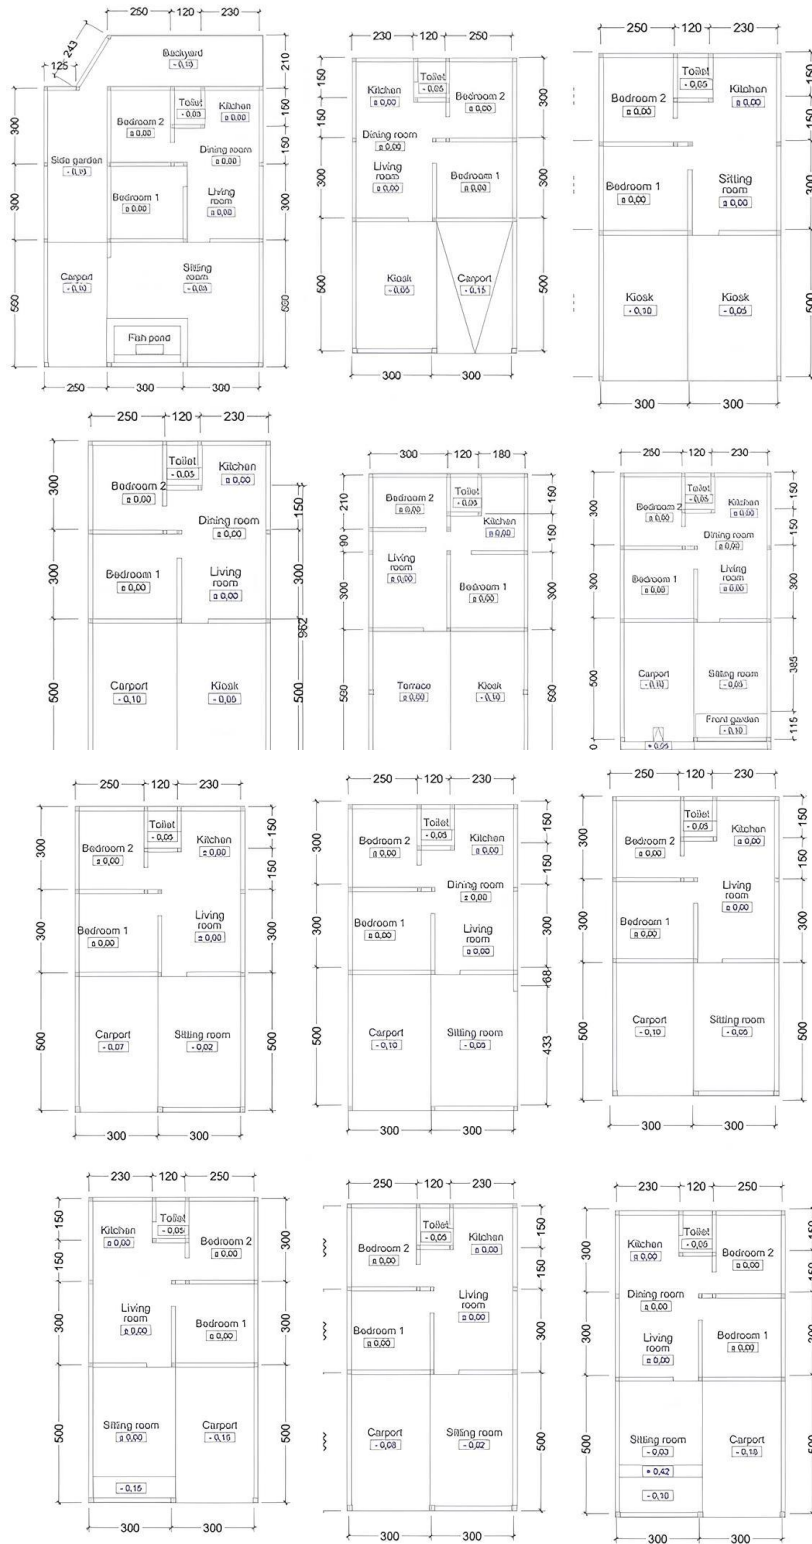 250 120 230
243
125
Backyard
- 0,15
210
Toilet
- 0,05
Kitchen
± 0,00
Bedroom 2
± 0,00
150
300
Dining room
± 0,00
150
Side garden
- 0,10
Living
room
± 0,00
Bedroom 1
± 0,00
300
300
Carport
- 0,10
Sitting
room
- 0,05
Fish pond
250 300 300
230 120 250
150
Kitchen
± 0,00
Toilet
- 0,05
Bedroom 2
± 0,00
300
150
Dining room
± 0,00
Living
room
± 0,00
Bedroom 1
± 0,00
300
300
Kiosk
- 0,05
Carport
- 0,15
500
500
300 300
250 120 230
Toilet
- 0,05
Kitchen
± 0,00
Bedroom 2
± 0,00
150
Bedroom 1
± 0,00
Sitting
room
± 0,00
Kiosk
- 0,10
Kiosk
- 0,05
300 300
250 120 230
300
Toilet
- 0,05
Kitchen
± 0,00
Bedroom 2
± 0,00
150
Dining room
± 0,00
300
Bedroom 1
± 0,00
Living
room
± 0,00
300
962
500
Carport
- 0,10
Kiosk
- 0,05
500
300 120 180
210
Bedroom 2
± 0,00
Toilet
- 0,05
150
Kitchen
± 0,00
90
150
Living
room
± 0,00
300
Bedroom 1
± 0,00
300
Terrace
± 0,00
Kiosk
- 0,10
250 120 230
300
Toilet
- 0,05
Bedroom 2
± 0,00
Kitchen
± 0,00
150
Dining room
± 0,00
150
300
Bedroom 1
± 0,00
Living
room
± 0,00
300
500
Carport
- 0,10
Sitting room
- 0,05
385
Front garden
- 0,10
115
0
+ 0,05
250 120 230
300
Toilet
- 0,05
Bedroom 2
± 0,00
Kitchen
± 0,00
150
150
300
Living
room
± 0,00
Bedroom 1
± 0,00
300
500
Carport
- 0,07
Sitting room
- 0,02
500
300 300
250 120 230
300
Toilet
- 0,05
Bedroom 2
± 0,00
Kitchen
± 0,00
150
150
Dining room
± 0,00
300
Bedroom 1
± 0,00
Living
room
± 0,00
300
68
500
Carport
- 0,10
Sitting room
- 0,05
433
300 300
250 120 230
300
Toilet
- 0,05
Bedroom 2
± 0,00
Kitchen
± 0,00
150
150
300
Living
room
± 0,00
Bedroom 1
± 0,00
300
500
Carport
- 0,10
Sitting room
- 0,05
500
300 300
230 120 250
150
Kitchen
± 0,00
Toilet
- 0,05
Bedroom 2
± 0,00
300
150
Living
room
± 0,00
Bedroom 1
± 0,00
300
300
500
Sitting room
± 0,00
Carport
- 0,15
500
- 0,15
300 300
250 120 230
Toilet
- 0,05
Bedroom 2
± 0,00
Kitchen
± 0,00
150
150
Living
room
± 0,00
Bedroom 1
± 0,00
300
Carport
- 0,08
Sitting room
- 0,02
500
300 300
230 120 250
300
Kitchen
± 0,00
Toilet
- 0,05
Bedroom 2
± 0,00
150
Dining room
± 0,00
300
Living
room
± 0,00
Bedroom 1
± 0,00
500
Sitting room
- 0,03
Carport
- 0,18
+ 0,42
- 0,10
300 300